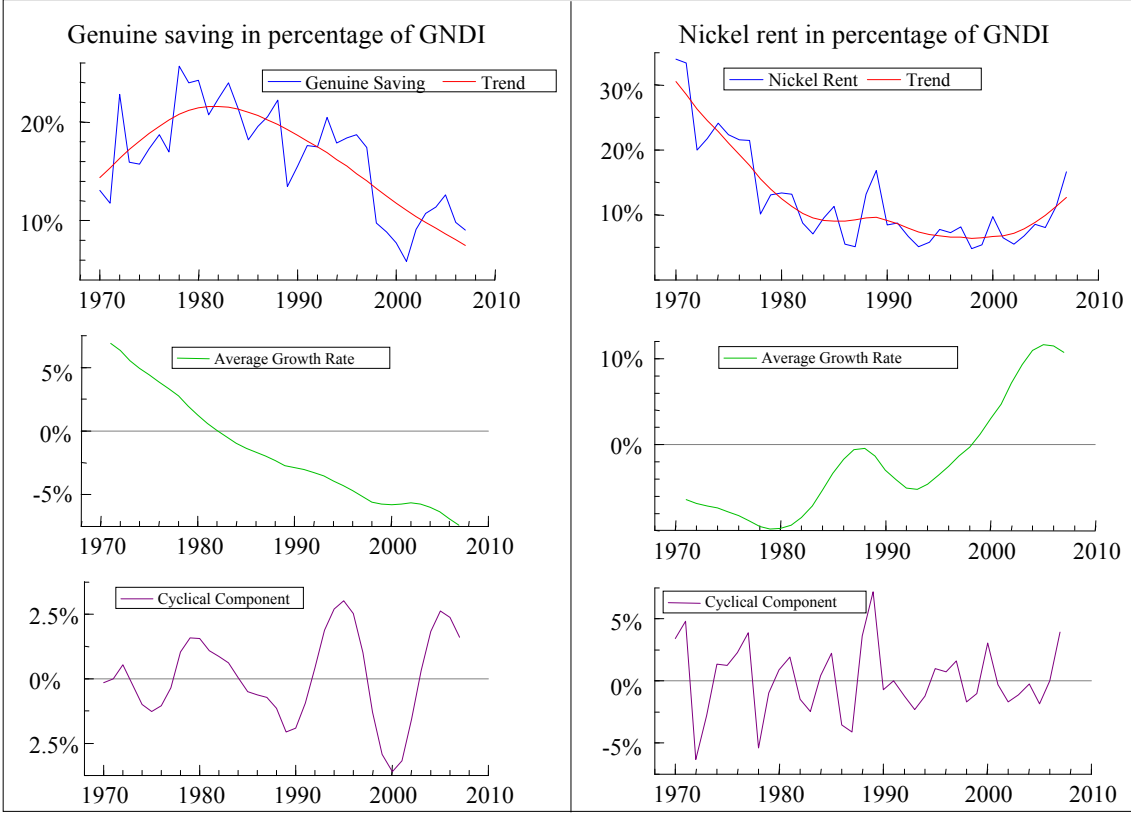 Genuine saving in percentage of GNDI
Genuine Saving Trend
20%
10%
1970 1980 1990 2000 2010
Average Growth Rate
5%
0%
-5%
1970 1980 1990 2000 2010
Cyclical Component
2.5%
0%
2.5%
1970 1980 1990 2000 2010
Nickel rent in percentage of GNDI
Nickel Rent Trend
30%
20%
10%
1970 1980 1990 2000 2010
Average Growth Rate
10%
0%
1970 1980 1990 2000 2010
Cyclical Component
5%
0%
-5%
1970 1980 1990 2000 2010